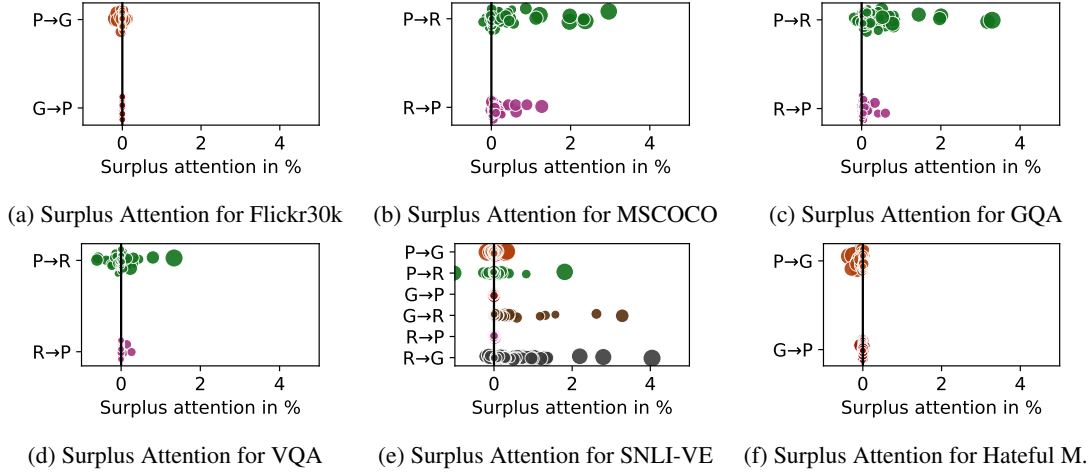 P→G
G→P
0 2 4
Surplus attention in %
(a) Surplus Attention for Flickr30k
P→R
R→P
0 2 4
Surplus attention in %
(b) Surplus Attention for MSCOCO
P→R
R→P
0 2 4
Surplus attention in %
(c) Surplus Attention for GQA
P→R
R→P
0 2 4
Surplus attention in %
(d) Surplus Attention for VQA
P→G
P→R
G→P
G→R
R→P
R→G
0 2 4
Surplus attention in %
(e) Surplus Attention for SNLI-VE
P→G
G→P
0 2 4
Surplus attention in %
(f) Surplus Attention for Hateful M.